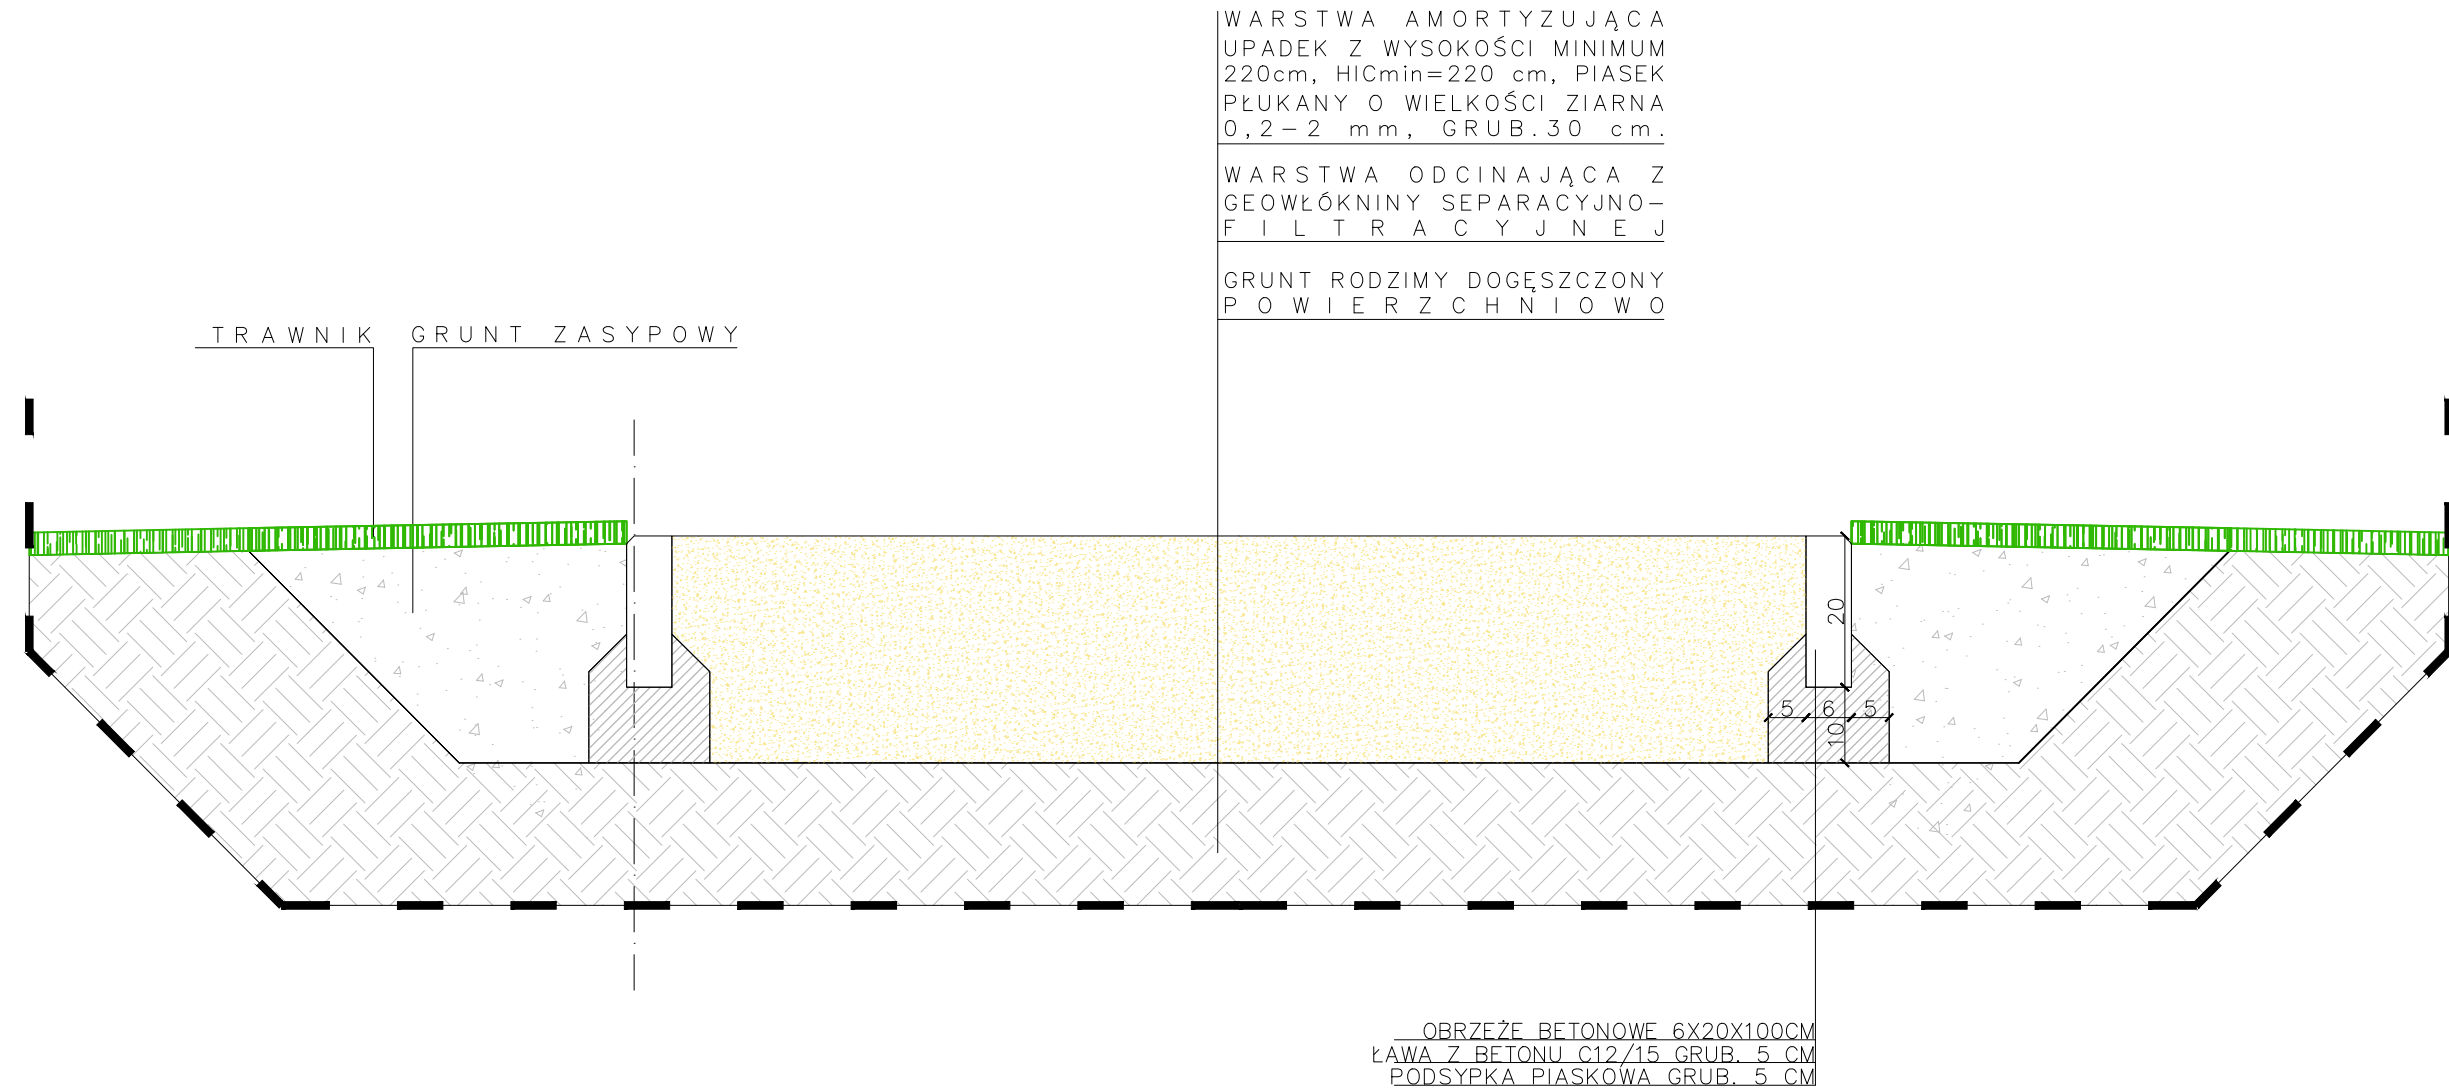 WARSTWA AMORTYZUJĄCA
UPADEK Z WYSOKOŚCI MINIMUM
220cm, HICmin=220 cm, PIASEK
PŁUKANY O WIELKOŚCI ZIARNA
0,2-2 mm, GRUB.30 cm.
WARSTWA ODCINAJĄCA Z
GEOWŁÓKNINY SEPARACYJNO-
FILTRACYJNEJ
GRUNT RODZIMY DOGĘSZCZONY
POWIERZCHNIOWO
TRAWNIK
GRUNT ZASYPOWY
20
5 6 5
10
OBRZEŻE BETONOWE 6X20X100CM
ŁAWA Z BETONU C12/15 GRUB. 5 CM
PODSYPKA PIASKOWA GRUB. 5 CM